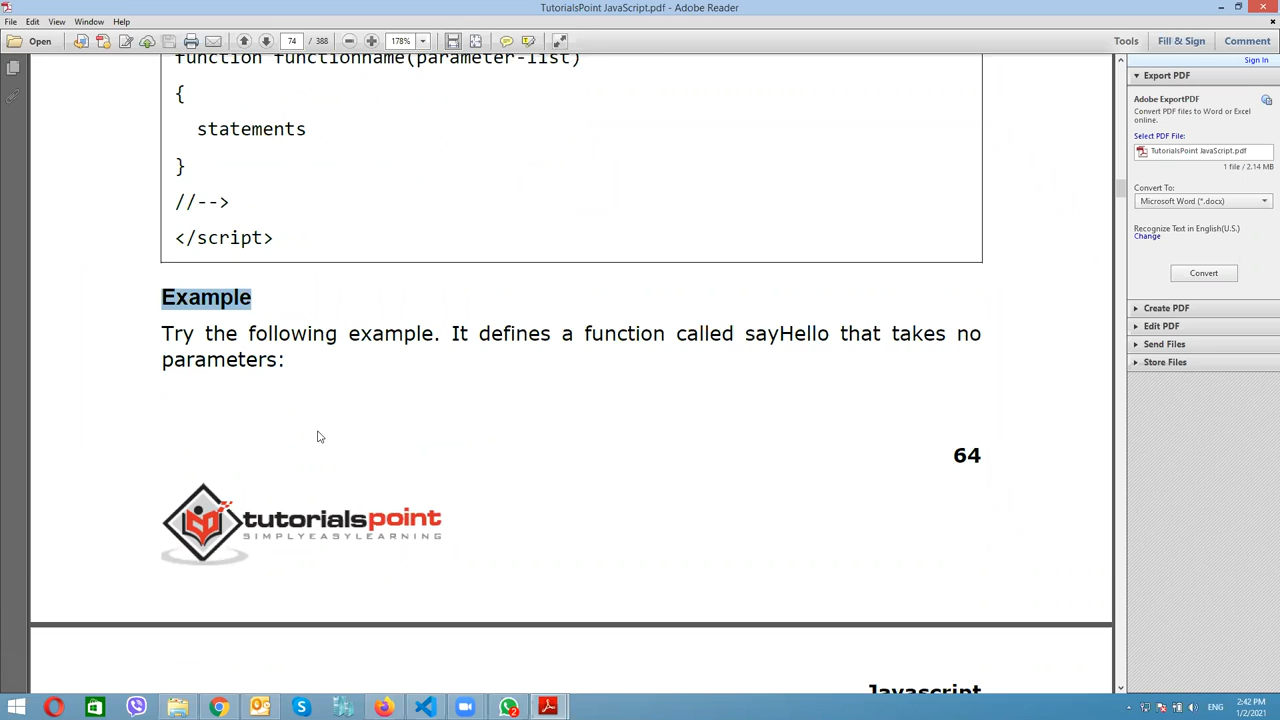 TutorialsPoint JavaScript.pdf - Adobe Reader
File Edit View Window Help
Open 74 / 388 178% Tools Fill & Sign Comment
Sign In
function functionname(parameter-list)
{
statements
}
//-->
</script>
Example
Try the following example. It defines a function called sayHello that takes no
parameters:
64
tutorialspoint
SIMPLYEASYLEARNING
Javascript
Export PDF
Adobe ExportPDF
Convert PDF files to Word or Excel
online.
Select PDF File:
TutorialsPoint JavaScript.pdf
1 file / 2.14 MB
Convert To:
Microsoft Word (*.docx)
Recognize Text in English(U.S.)
Change
Convert
Create PDF
Edit PDF
Send Files
Store Files
2
ENG
2:42 PM
1/2/2021